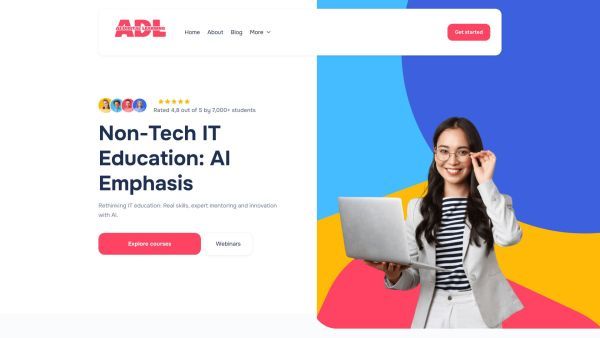 ADL
Home About Blog More
Get started
Rated 4,8 out of 5 by 7,000+ students
Non-Tech IT
Education: AI
Emphasis
Rethinking IT education: Real skills, expert mentoring and innovation
with AI.
Explore courses Webinars